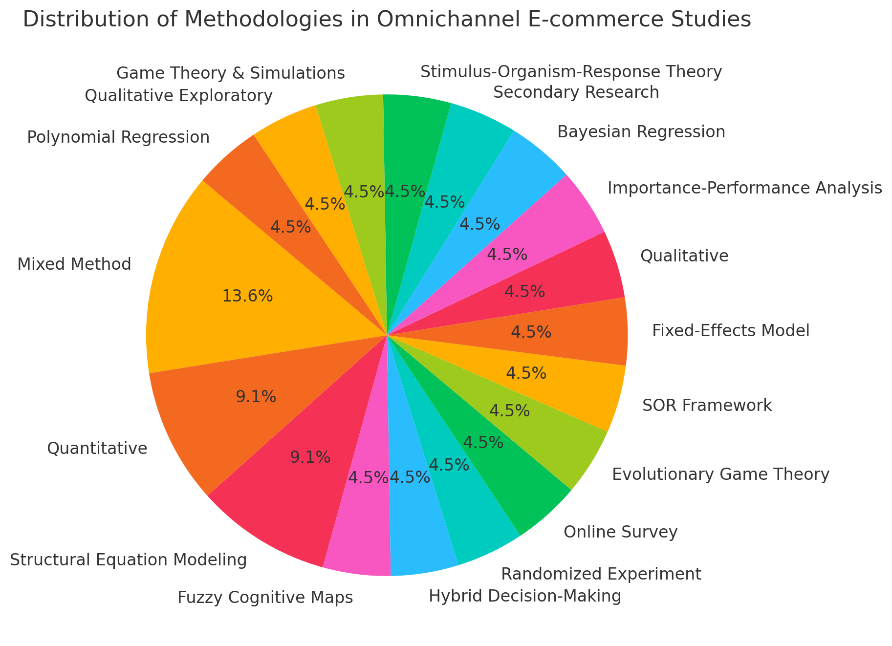 Distribution of Methodologies in Omnichannel E-commerce Studies
Game Theory & Simulations
Stimulus-Organism-Response Theory
Qualitative Exploratory
Secondary Research
Polynomial Regression
Bayesian Regression
Importance-Performance Analysis
Mixed Method
Qualitative
Fixed-Effects Model
SOR Framework
Quantitative
Evolutionary Game Theory
Online Survey
Structural Equation Modeling
Randomized Experiment
Fuzzy Cognitive Maps
Hybrid Decision-Making
4.5%
4.5%
4.5%
4.5%
4.5%
4.5%
4.5%
4.5%
13.6%
4.5%
4.5%
9.1%
4.5%
4.5%
9.1%
4.5%
4.5%
4.5%